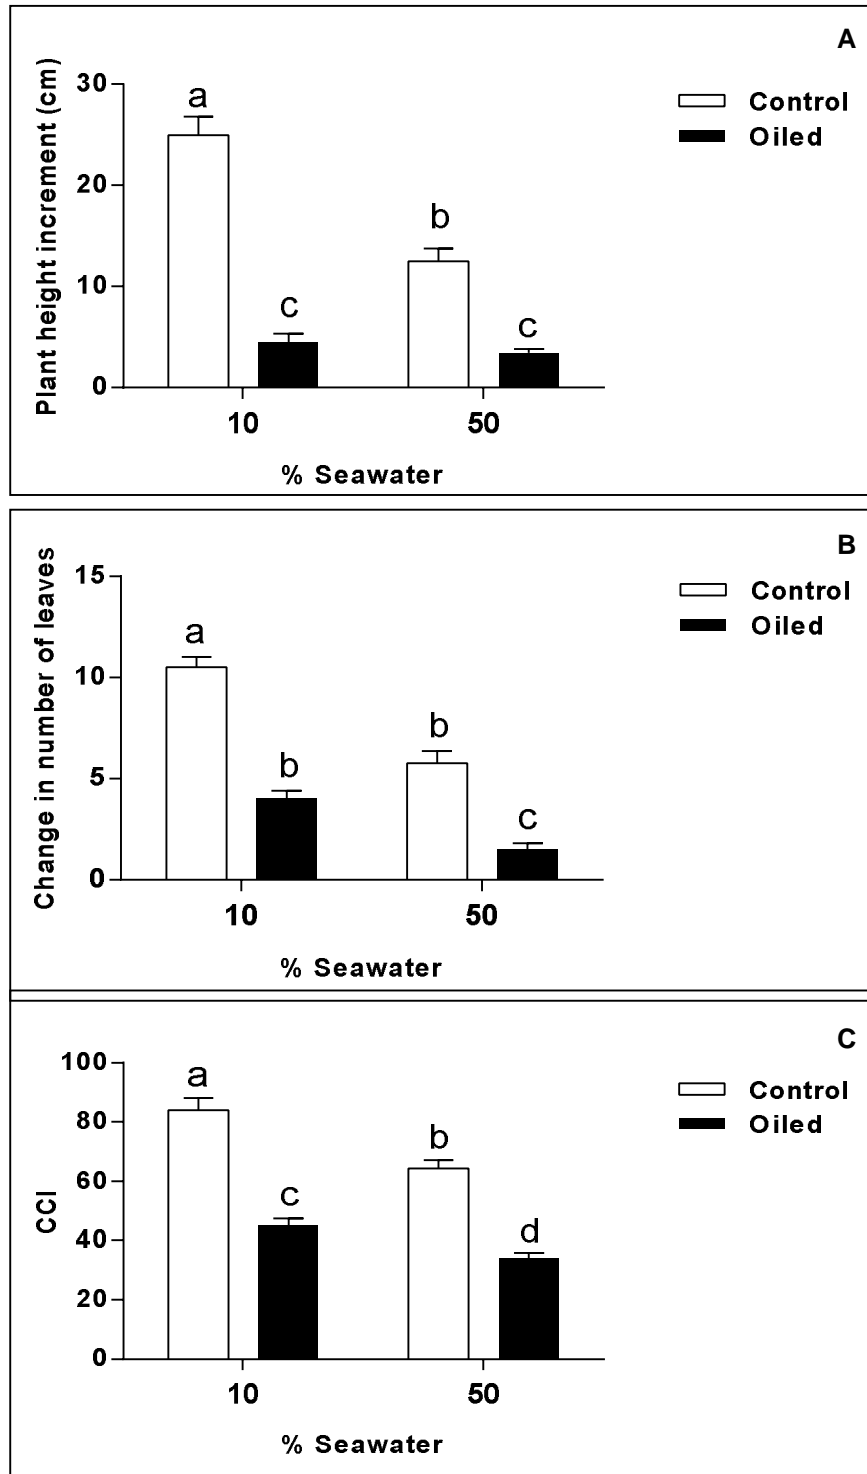 A
Plant height increment (cm)
30
20
10
0
a
c
b
c
Control
Oiled
10
50
% Seawater
B
Change in number of leaves
15
10
5
0
a
b
b
c
Control
Oiled
10
50
% Seawater
C
CCI
100
80
60
40
20
0
a
c
b
d
Control
Oiled
10
50
% Seawater